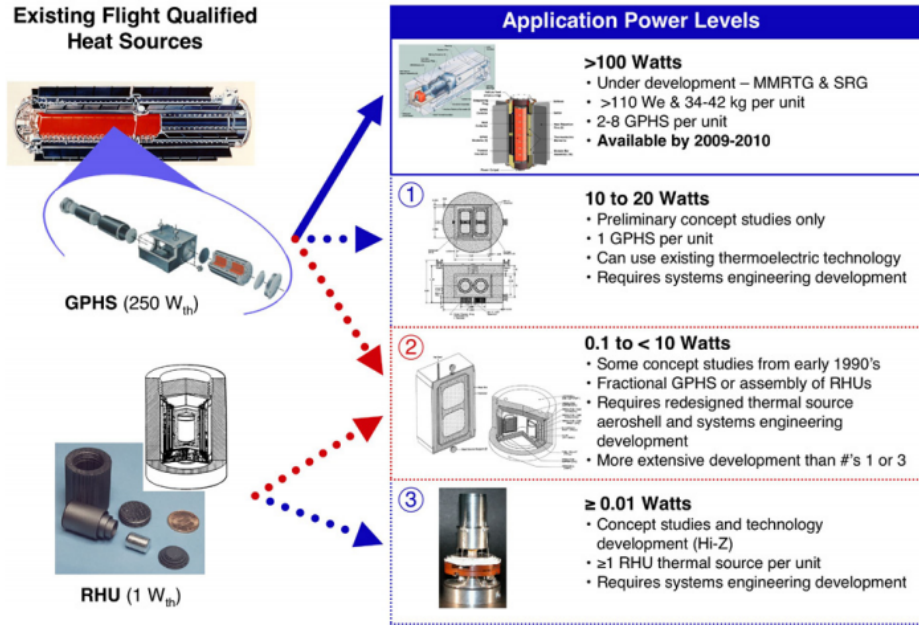 Existing Flight Qualified
Heat Sources
GPHS (250 Wth)
RHU (1 Wth)
Application Power Levels
>100 Watts
• Under development – MMRTG & SRG
• >110 We & 34-42 kg per unit
• 2-8 GPHS per unit
• Available by 2009-2010
1
10 to 20 Watts
• Preliminary concept studies only
• 1 GPHS per unit
• Can use existing thermoelectric technology
• Requires systems engineering development
2
0.1 to < 10 Watts
• Some concept studies from early 1990's
• Fractional GPHS or assembly of RHUs
• Requires redesigned thermal source
aeroshell and systems engineering
development
• More extensive development than #'s 1 or 3
3
≥ 0.01 Watts
• Concept studies and technology
development (Hi-Z)
• ≥1 RHU thermal source per unit
• Requires systems engineering development